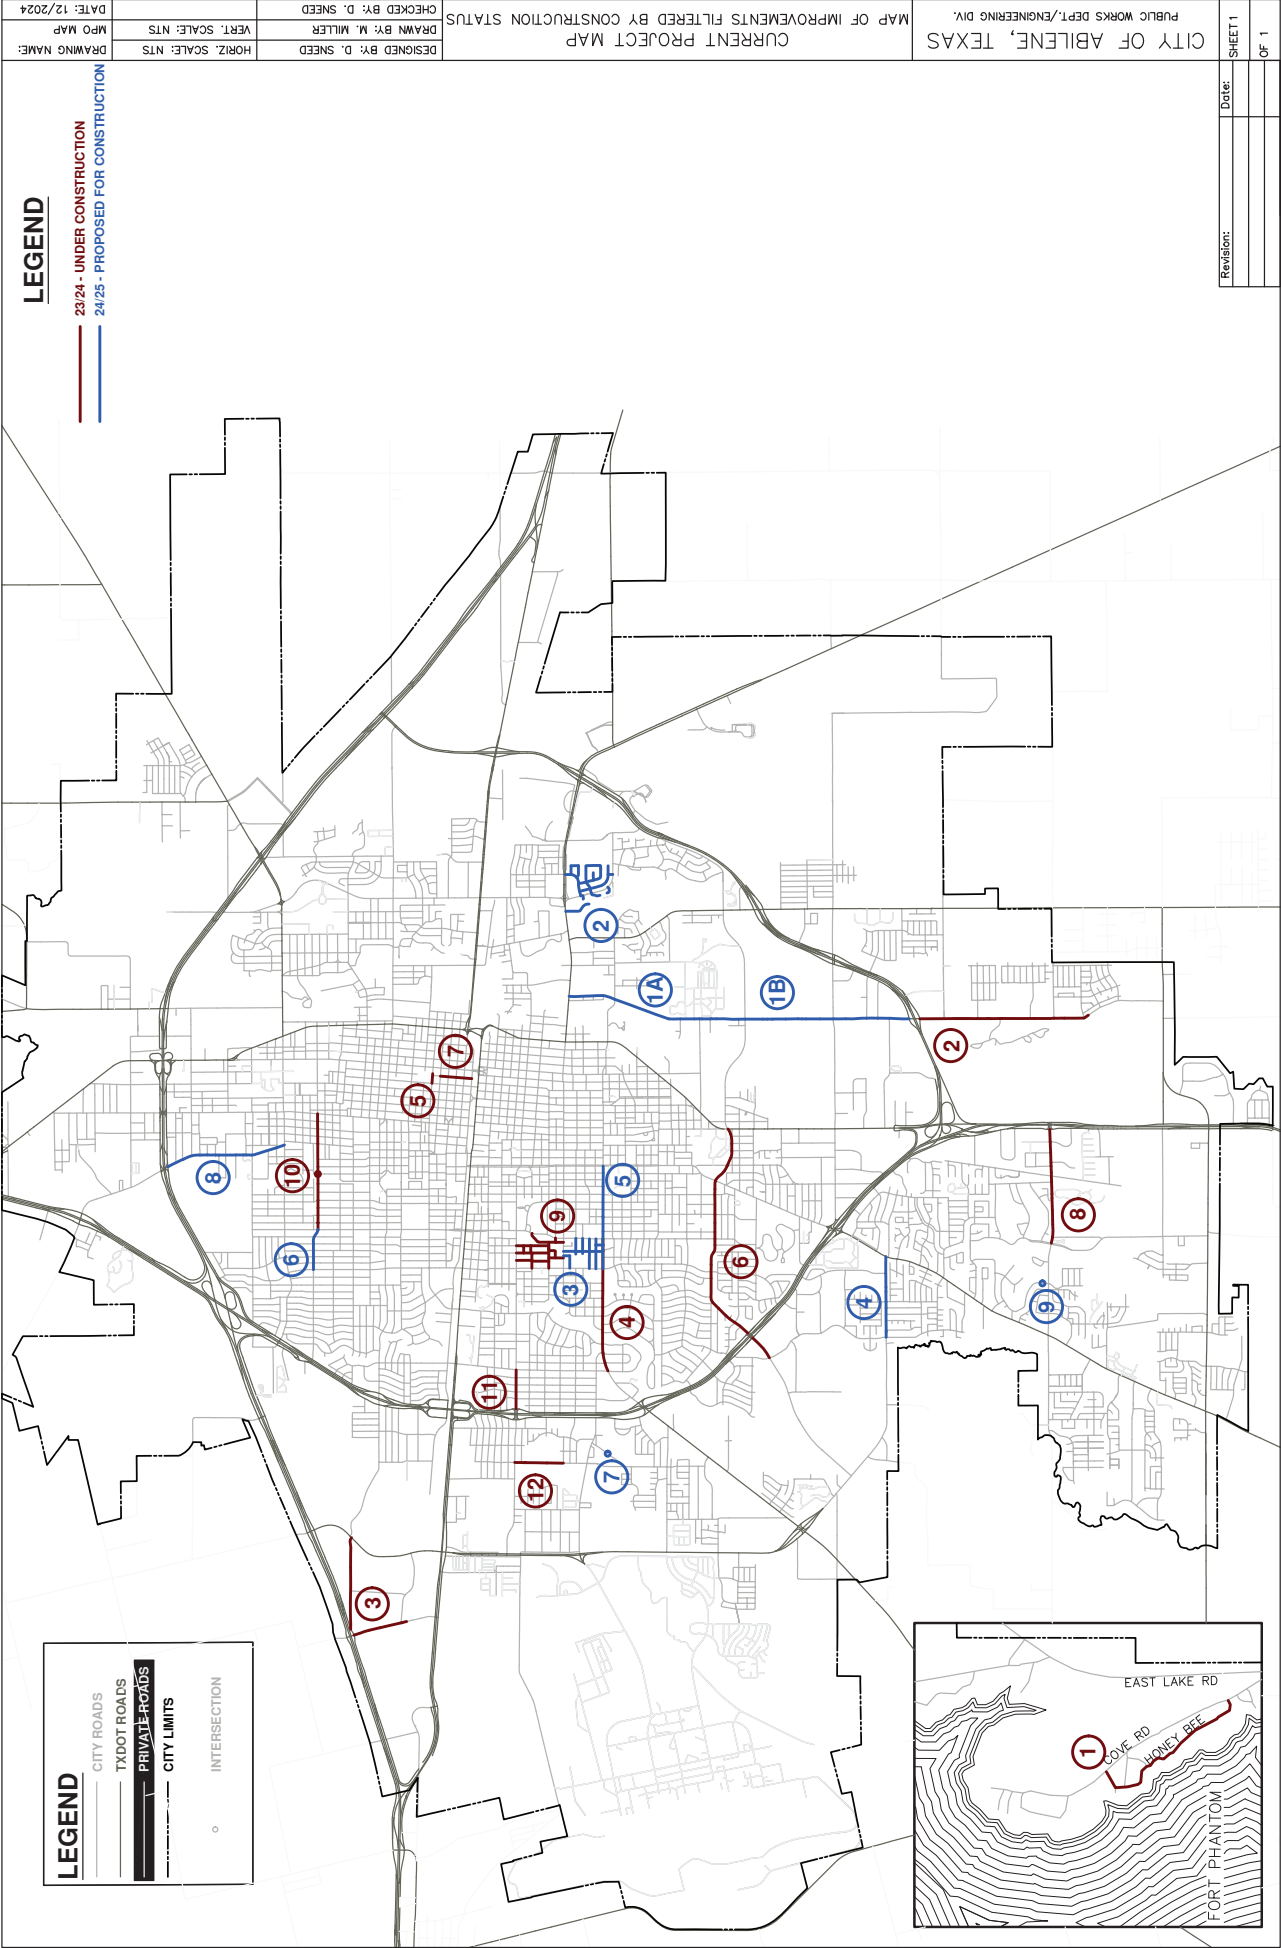 LEGEND
CITY ROADS
TXDOT ROADS
PRIVATE ROADS
CITY LIMITS
INTERSECTION
LEGEND
23/24 - UNDER CONSTRUCTION
24/25 - PROPOSED FOR CONSTRUCTION
3
12
11
7
4
3
9
5
6
10
8
6
5
7
2
1A
1B
2
4
9
8
1
COVE RD
HONEY BEE
EAST LAKE RD
FORT PHANTOM
CITY OF ABILENE, TEXAS
PUBLIC WORKS DEPT./ENGINEERING DIV.
CURRENT PROJECT MAP
MAP OF IMPROVEMENTS FILTERED BY CONSTRUCTION STATUS
DESIGNED BY: D. SNEED
DRAWN BY: M. MILLER
CHECKED BY: D. SNEED
HORIZ. SCALE: NTS
VERT. SCALE: NTS
DRAWING NAME:
MPO MAP
DATE: 12/2024
SHEET 1
OF 1
Revision:
Date: